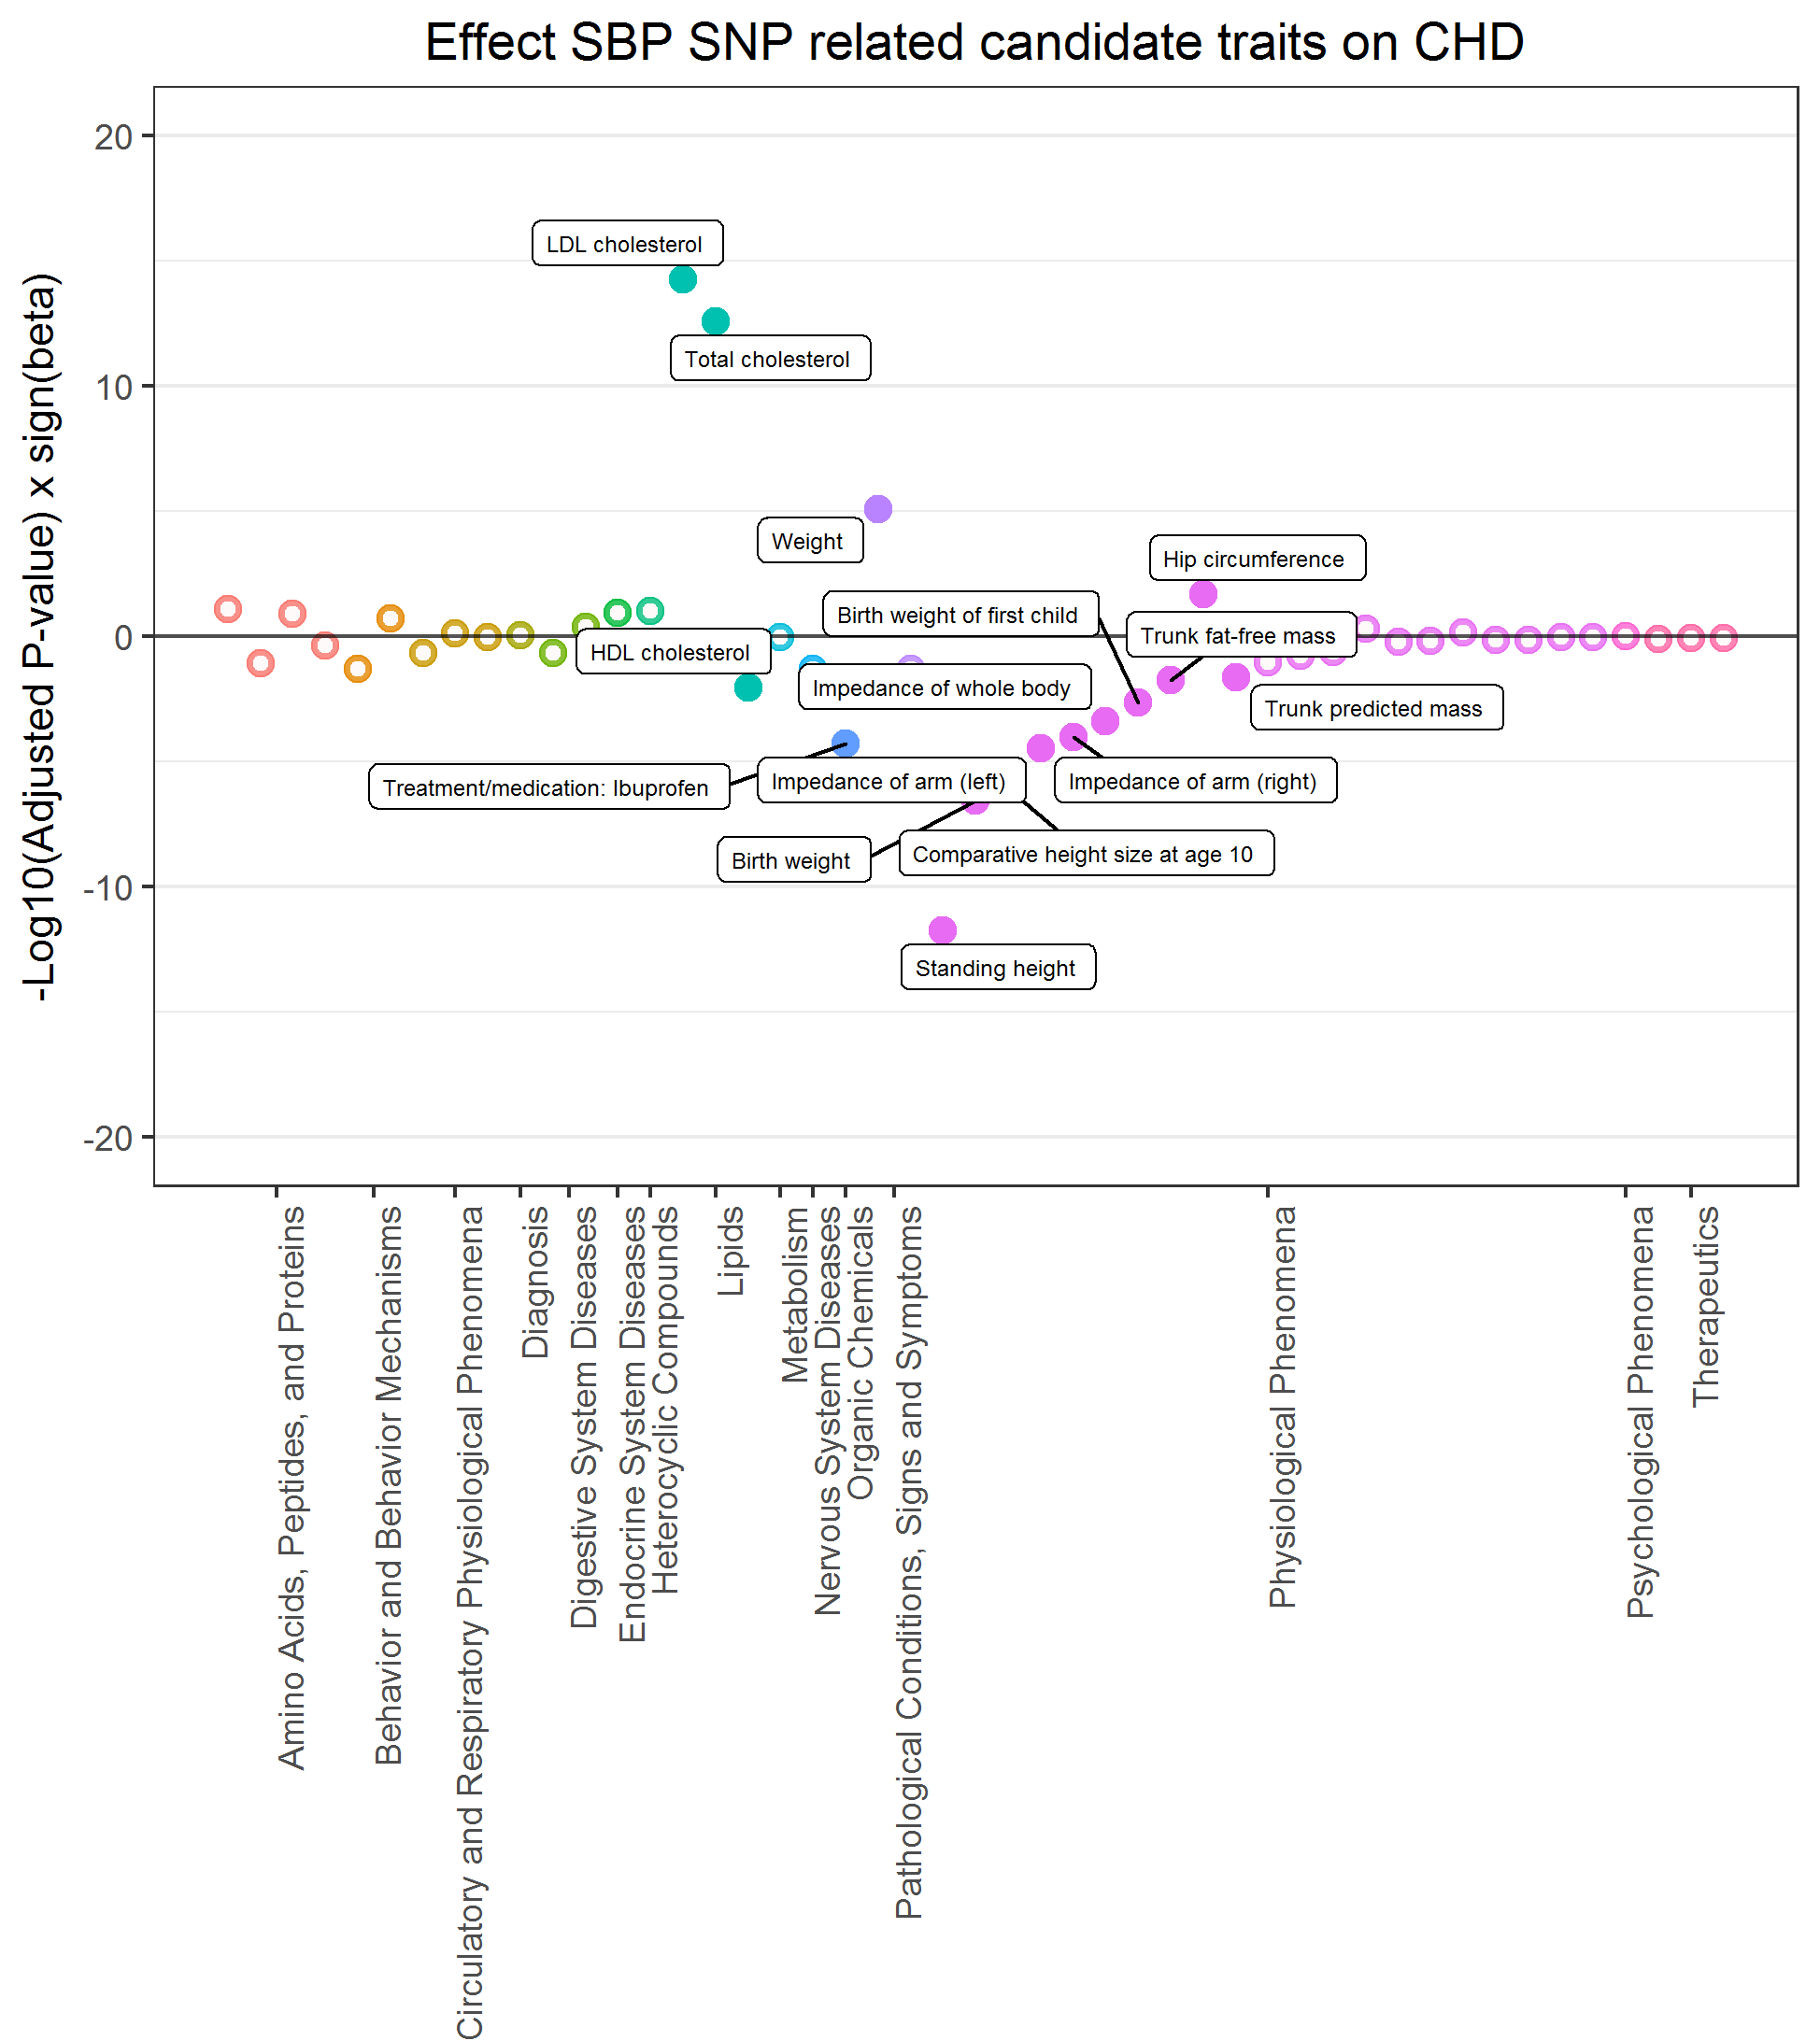 Effect SBP SNP related candidate traits on CHD
-Log10(Adjusted P-value) x sign(beta)
20
10
0
-10
-20
LDL cholesterol
Total cholesterol
Weight
Hip circumference
Birth weight of first child
Trunk fat-free mass
HDL cholesterol
Impedance of whole body
Trunk predicted mass
Treatment/medication: Ibuprofen
Impedance of arm (left)
Impedance of arm (right)
Birth weight
Comparative height size at age 10
Standing height
Amino Acids, Peptides, and Proteins
Behavior and Behavior Mechanisms
Circulatory and Respiratory Physiological Phenomena
Diagnosis
Digestive System Diseases
Endocrine System Diseases
Heterocyclic Compounds
Lipids
Metabolism
Nervous System Diseases
Organic Chemicals
Pathological Conditions, Signs and Symptoms
Physiological Phenomena
Psychological Phenomena
Therapeutics